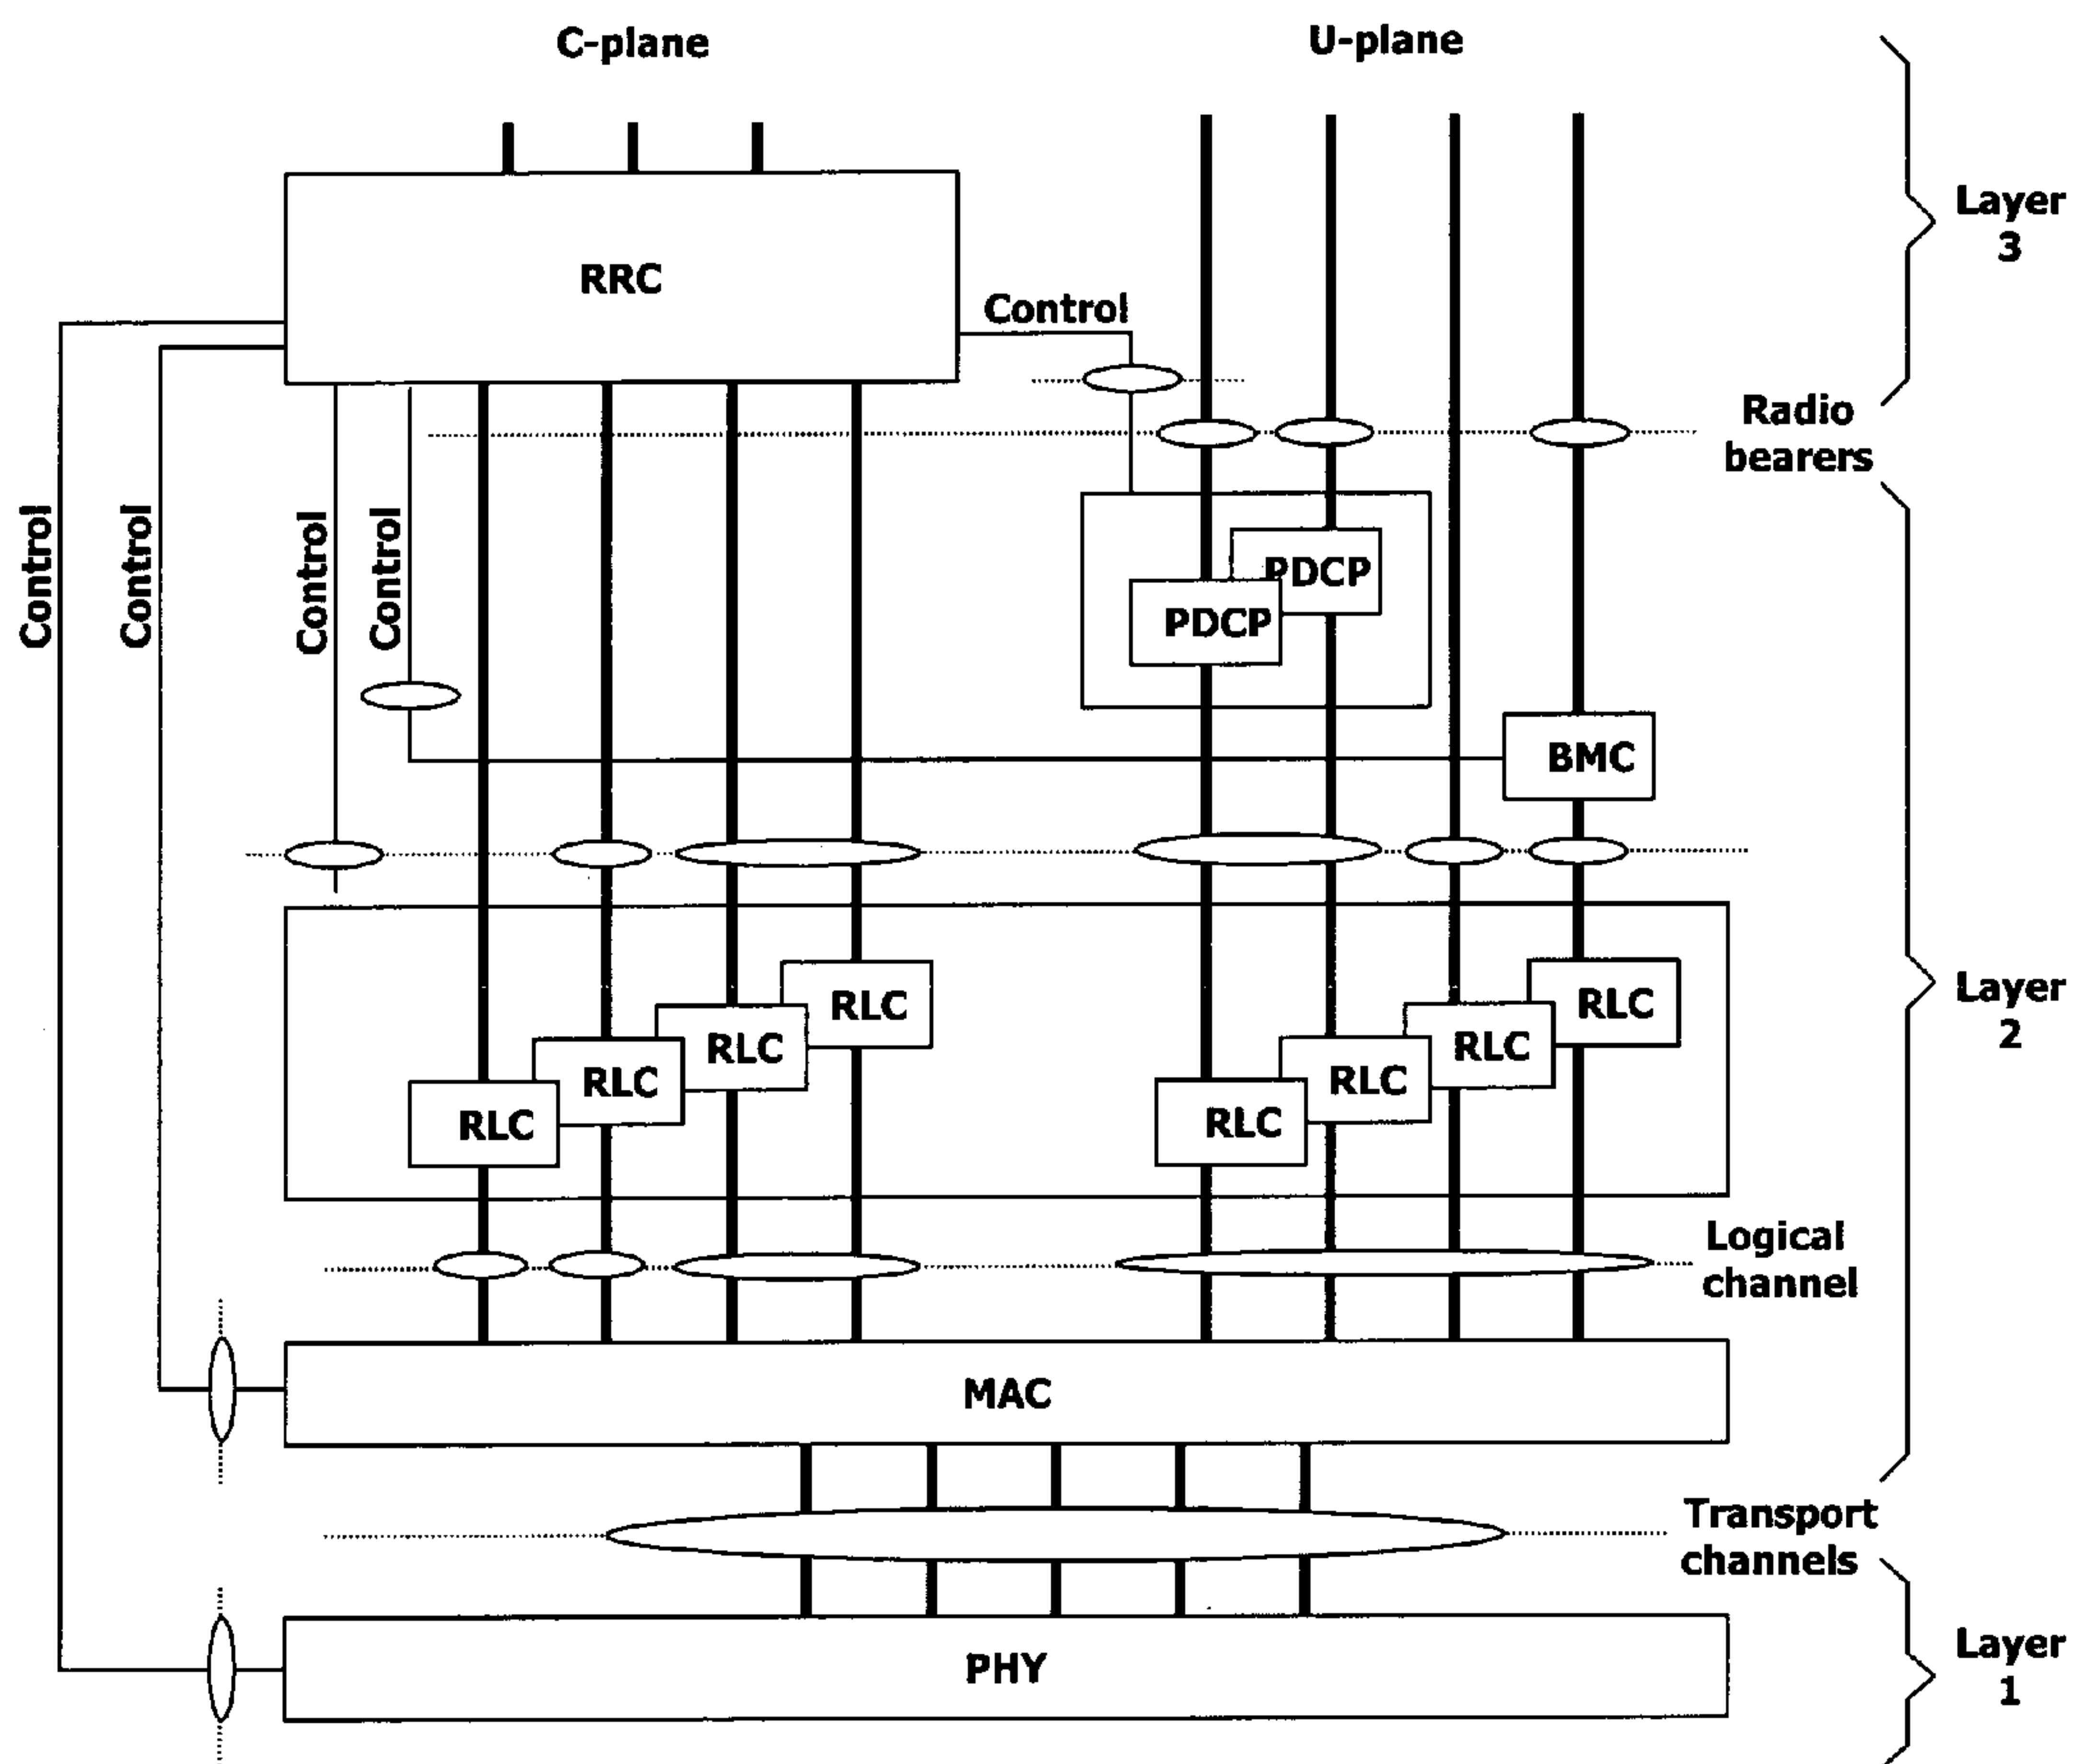 C-plane
U-plane
Layer
3
RRC
Control
Radio
bearers
Control
Control
Control
Control
PDCP
PDCP
BMC
Layer
2
RLC
RLC
RLC
RLC
RLC
RLC
RLC
RLC
Logical
channel
MAC
Transport
channels
PHY
Layer
1